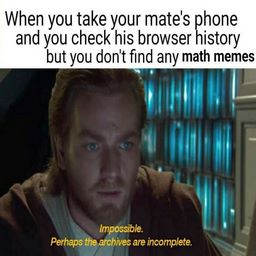 When you take your mate's phone
and you check his browser history
but you don't find any math memes
Impossible.
Perhaps the archives are incomplete.